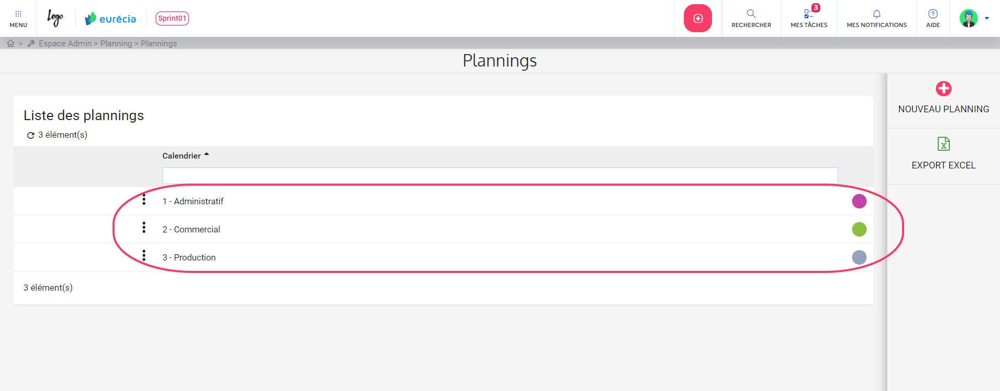 MENU
Logo
eurécia
Sprint01
RECHERCHER
3
MES TÂCHES
MES NOTIFICATIONS
AIDE
> Espace Admin > Planning > Plannings
Plannings
Liste des plannings
3 élément(s)
Calendrier
1 - Administratif
2 - Commercial
3 - Production
3 élément(s)
NOUVEAU PLANNING
EXPORT EXCEL